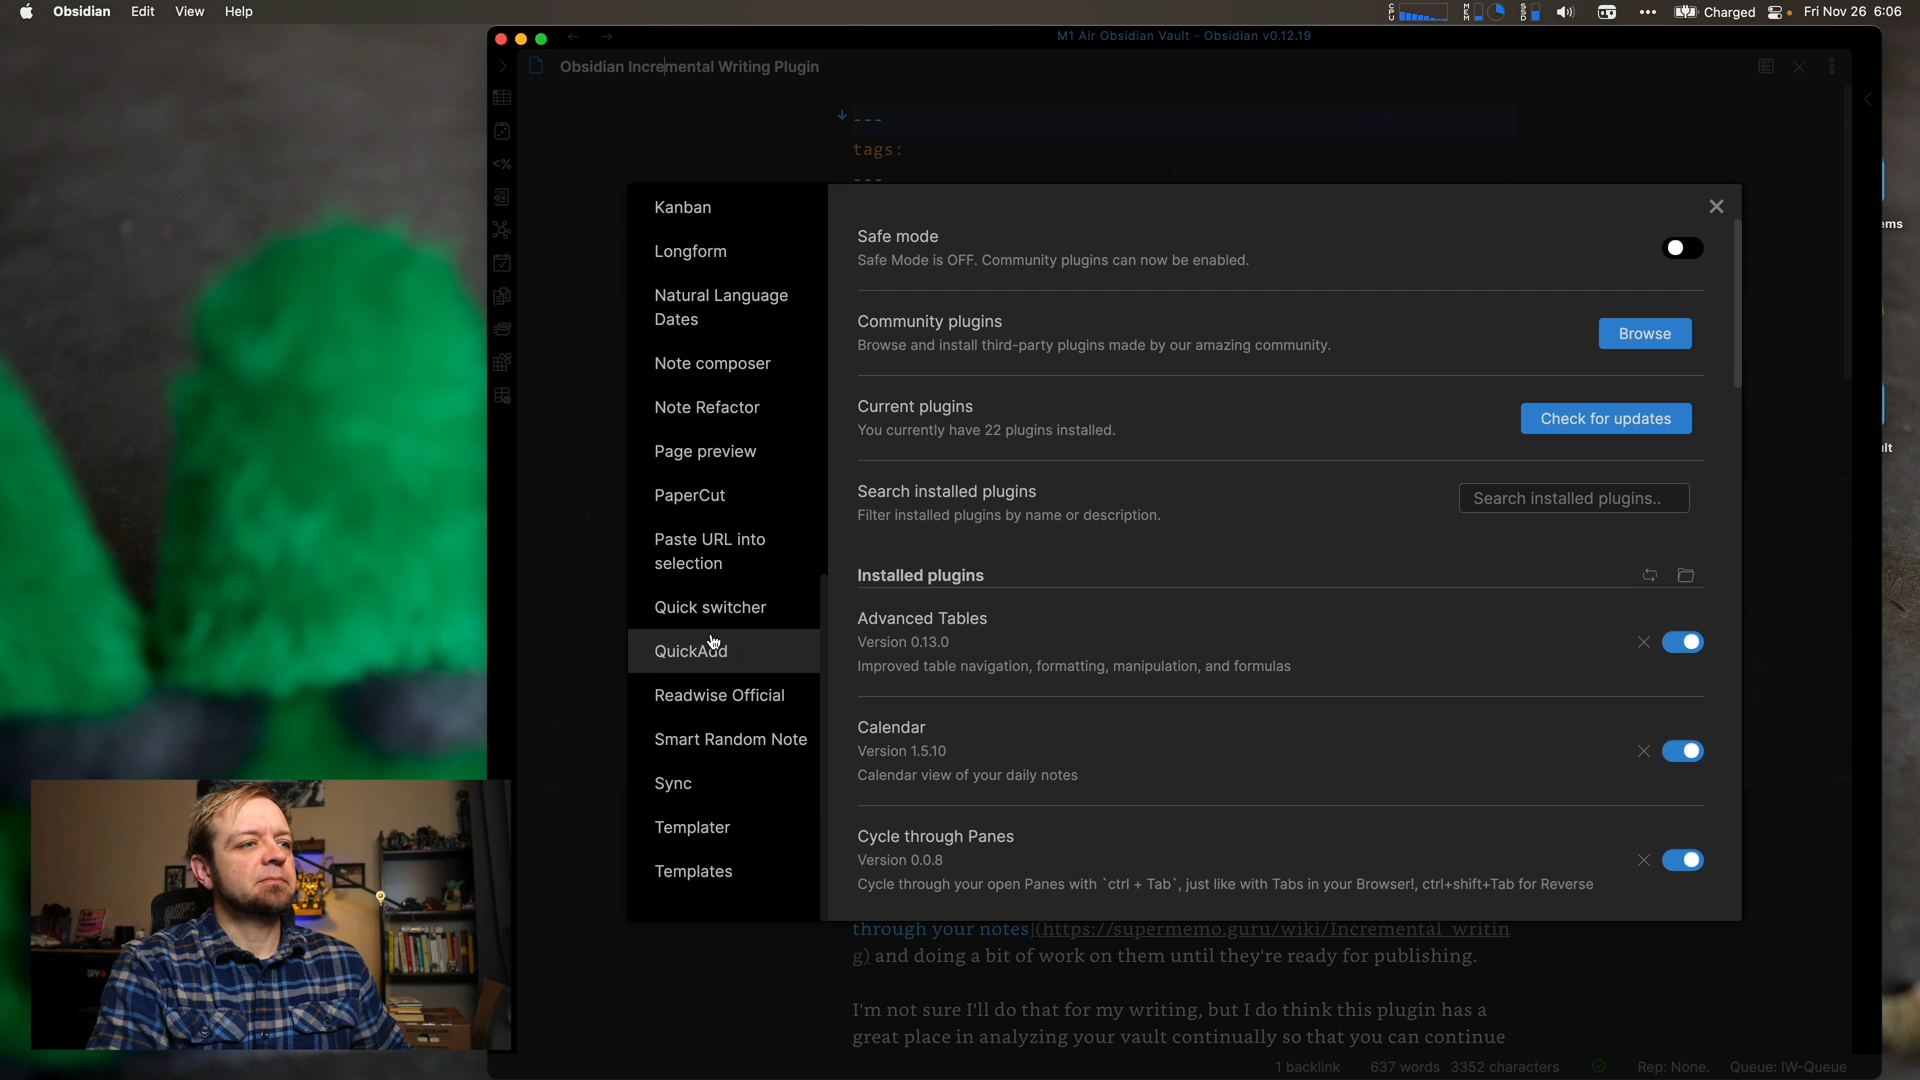 Obsidian Edit View Help
Charged
Fri Nov 26 6:06
M1 Air Obsidian Vault - Obsidian v0.12.19
Obsidian Incremental Writing Plugin
---
tags:
---
Kanban
Longform
Natural Language
Dates
Note composer
Note Refactor
Page preview
PaperCut
Paste URL into
selection
Quick switcher
QuickAdd
Readwise Official
Smart Random Note
Sync
Templater
Templates
Safe mode
Safe Mode is OFF. Community plugins can now be enabled.
Community plugins
Browse and install third-party plugins made by our amazing community.
Browse
Current plugins
You currently have 22 plugins installed.
Check for updates
Search installed plugins
Filter installed plugins by name or description.
Search installed plugins..
Installed plugins
Advanced Tables
Version 0.13.0
Improved table navigation, formatting, manipulation, and formulas
Calendar
Version 1.5.10
Calendar view of your daily notes
Cycle through Panes
Version 0.0.8
Cycle through your open Panes with `ctrl + Tab`, just like with Tabs in your Browser!, ctrl+shift+Tab for Reverse
through your notes](https://supermemo.guru/wiki/Incremental_writin
g) and doing a bit of work on them until they're ready for publishing.
I'm not sure I'll do that for my writing, but I do think this plugin has a
great place in analyzing your vault continually so that you can continue
1 backlink 637 words 3352 characters Rep: None. Queue: IW-Queue
ems
lt